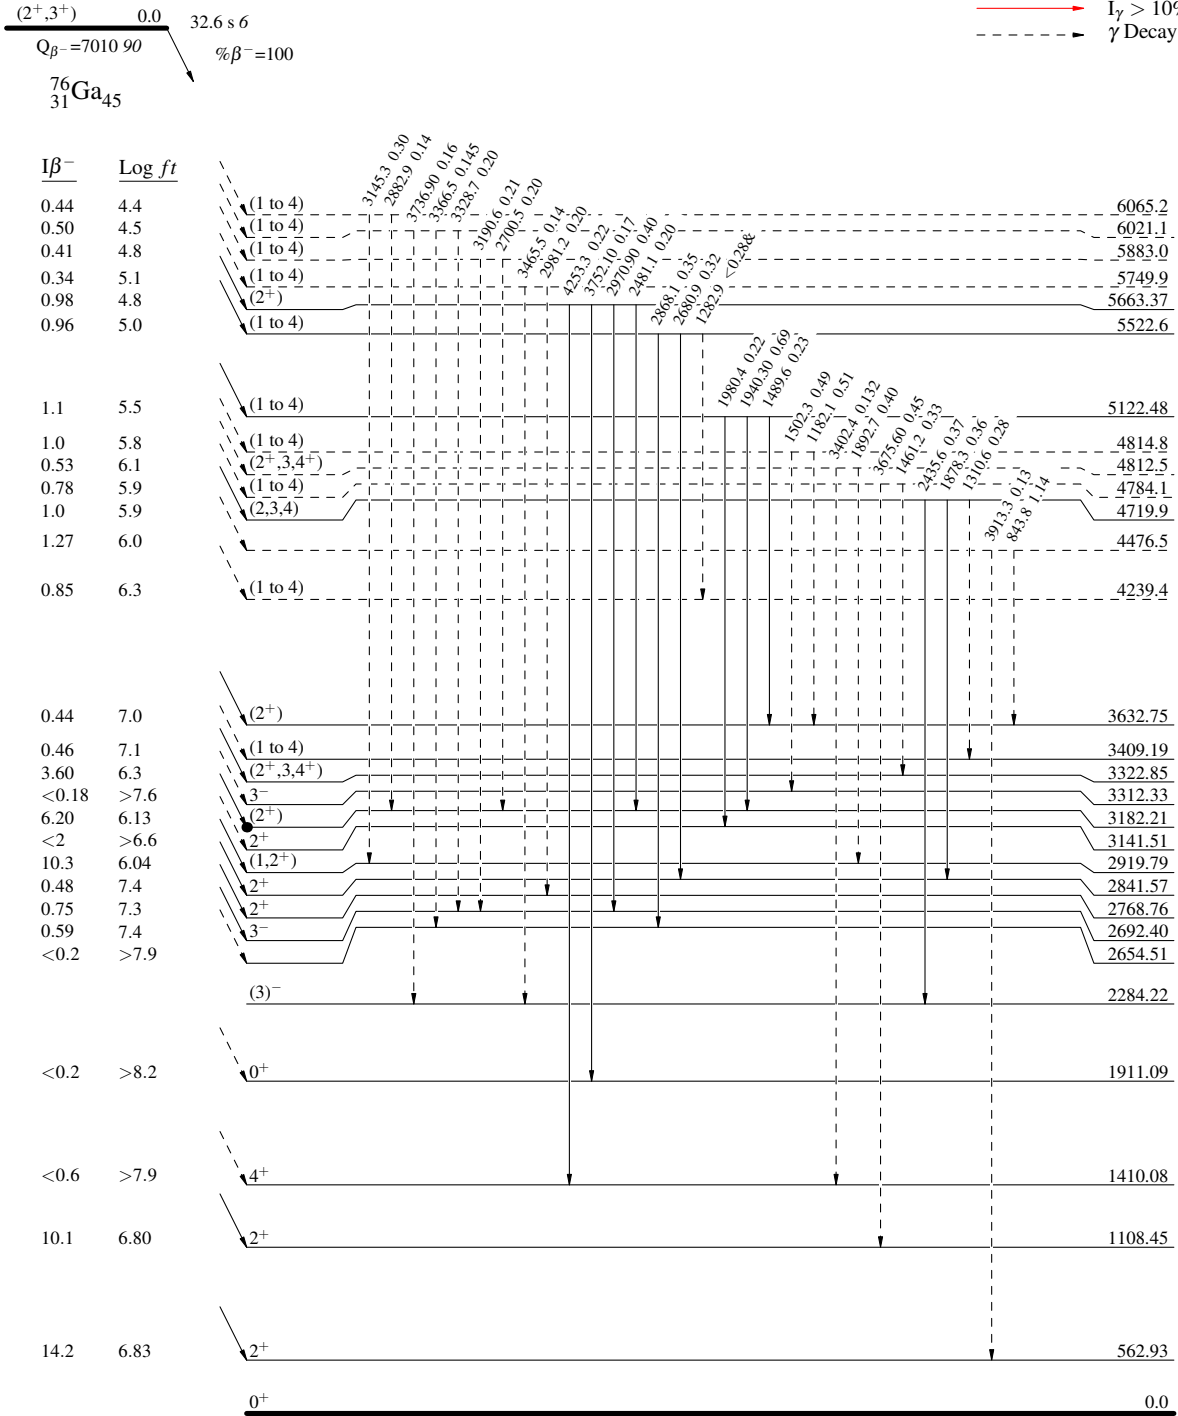 (2⁺,3⁺) 0.0 32.6 s 6
Qβ−=7010 90
%β−=100
⁷⁶₃₁Ga₄₅
Iγ > 10%
γ Decay
Iβ− Log ft
3145.3 0.30
2882.9 0.14
3736.90 0.16
3366.5 0.145
3328.7 0.20
3190.6 0.21
2700.5 0.20
3465.5 0.14
2981.2 0.20
4253.3 0.22
3752.10 0.17
2970.90 0.40
2481.1 0.20
2868.1 0.35
2680.9 0.32
1282.9 <0.28&
1980.4 0.22
1940.30 0.69
1489.6 0.23
1502.3 0.49
1182.1 0.51
3402.4 0.132
1892.7 0.40
3675.60 0.45
1461.2 0.33
2435.6 0.37
1878.3 0.36
1310.6 0.28
3913.3 0.13
843.8 1.14
0.44 4.4 (1 to 4) 6065.2
0.50 4.5 (1 to 4) 6021.1
0.41 4.8 (1 to 4) 5883.0
0.34 5.1 (1 to 4) 5749.9
0.98 4.8 (2⁺) 5663.37
0.96 5.0 (1 to 4) 5522.6
1.1 5.5 (1 to 4) 5122.48
1.0 5.8 (1 to 4) 4814.8
0.53 6.1 (2⁺,3,4⁺) 4812.5
0.78 5.9 (1 to 4) 4784.1
1.0 5.9 (2,3,4) 4719.9
1.27 6.0 4476.5
0.85 6.3 (1 to 4) 4239.4
0.44 7.0 (2⁺) 3632.75
0.46 7.1 (1 to 4) 3409.19
3.60 6.3 (2⁺,3,4⁺) 3322.85
<0.18 >7.6 3⁻ 3312.33
6.20 6.13 (2⁺) 3182.21
<2 >6.6 2⁺ 3141.51
10.3 6.04 (1,2⁺) 2919.79
0.48 7.4 2⁺ 2841.57
0.75 7.3 2⁺ 2768.76
0.59 7.4 3⁻ 2692.40
<0.2 >7.9 2654.51
(3)⁻ 2284.22
<0.2 >8.2 0⁺ 1911.09
<0.6 >7.9 4⁺ 1410.08
10.1 6.80 2⁺ 1108.45
14.2 6.83 2⁺ 562.93
0⁺ 0.0